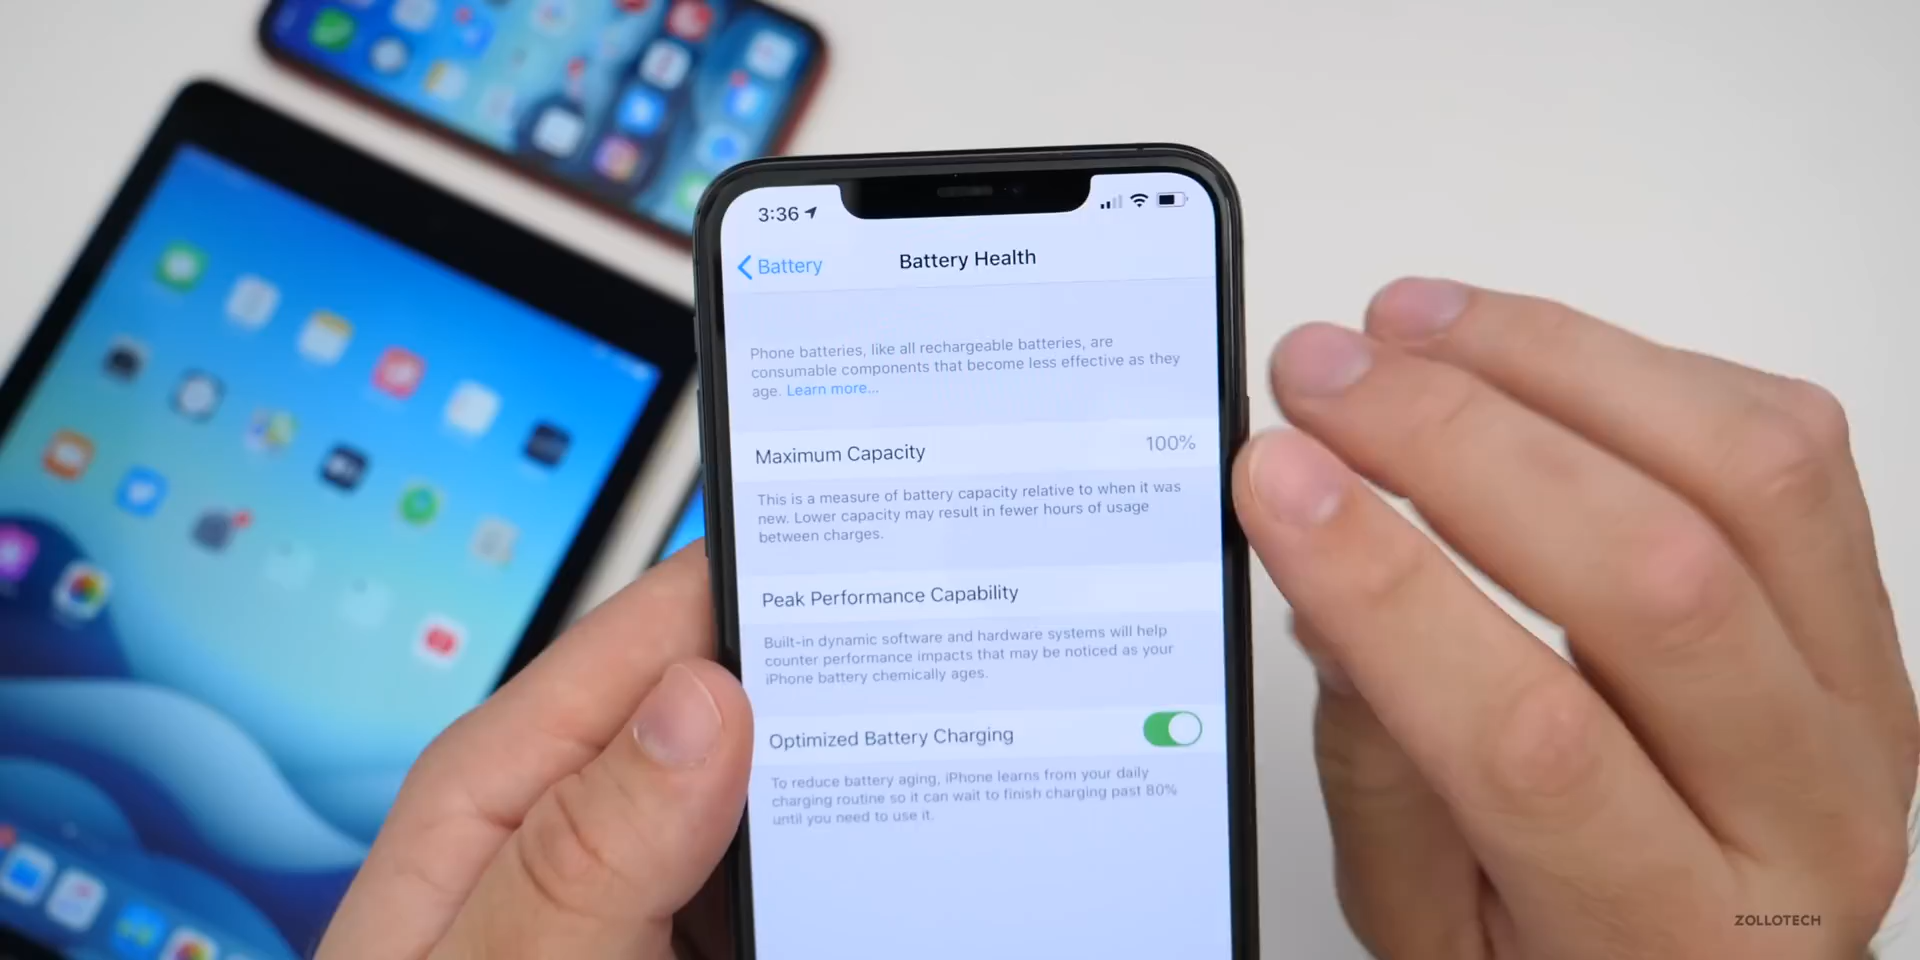 3:36
Battery
Battery Health
Phone batteries, like all rechargeable batteries, are
consumable components that become less effective as they
age. Learn more...
Maximum Capacity
100%
This is a measure of battery capacity relative to when it was
new. Lower capacity may result in fewer hours of usage
between charges.
Peak Performance Capability
Built-in dynamic software and hardware systems will help
counter performance impacts that may be noticed as your
iPhone battery chemically ages.
Optimized Battery Charging
To reduce battery aging, iPhone learns from your daily
charging routine so it can wait to finish charging past 80%
until you need to use it.
ZOLLOTECH